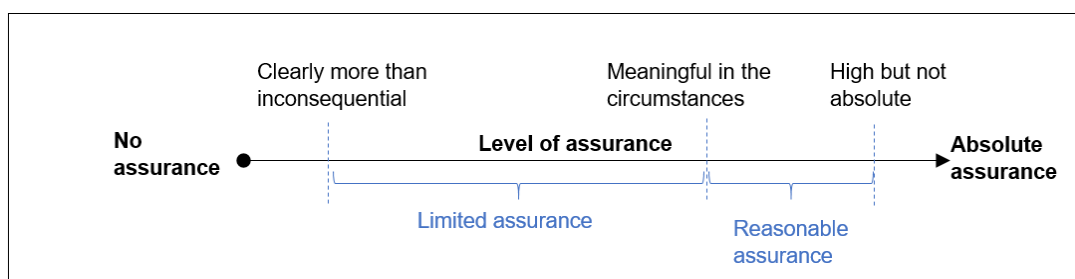 Clearly more than
inconsequential
Meaningful in the
circumstances
High but not
absolute
No
assurance
Level of assurance
Absolute
assurance
Limited assurance
Reasonable
assurance